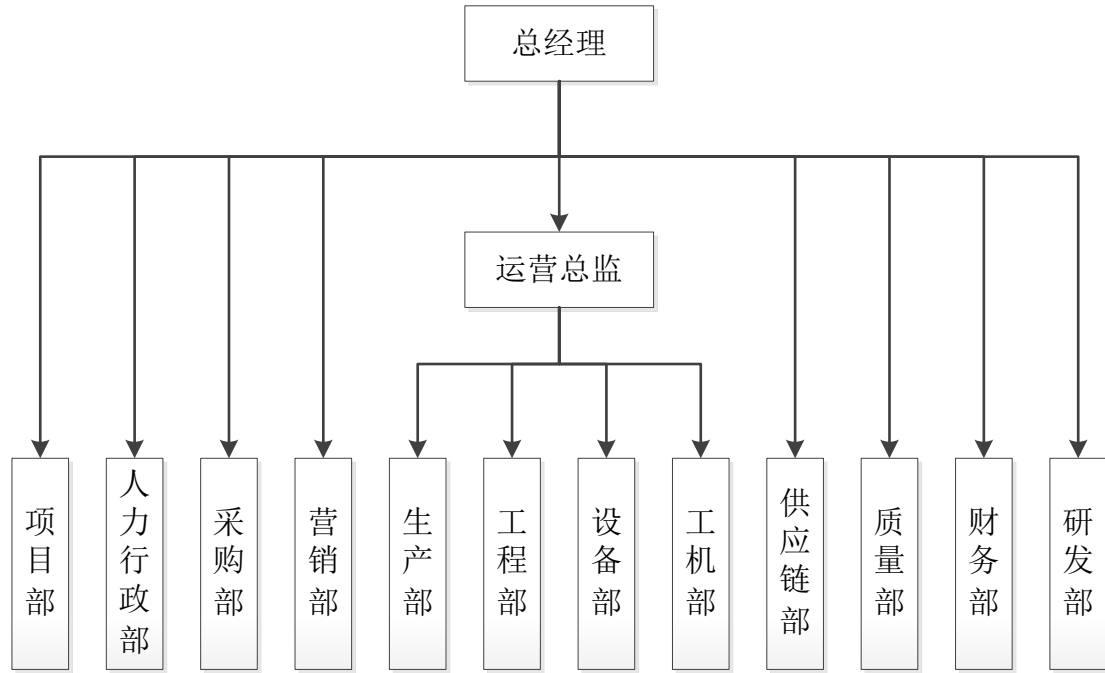 总经理
运营总监
项目部
人力行政部
采购部
营销部
生产部
工程部
设备部
工机部
供应链部
质量部
财务部
研发部